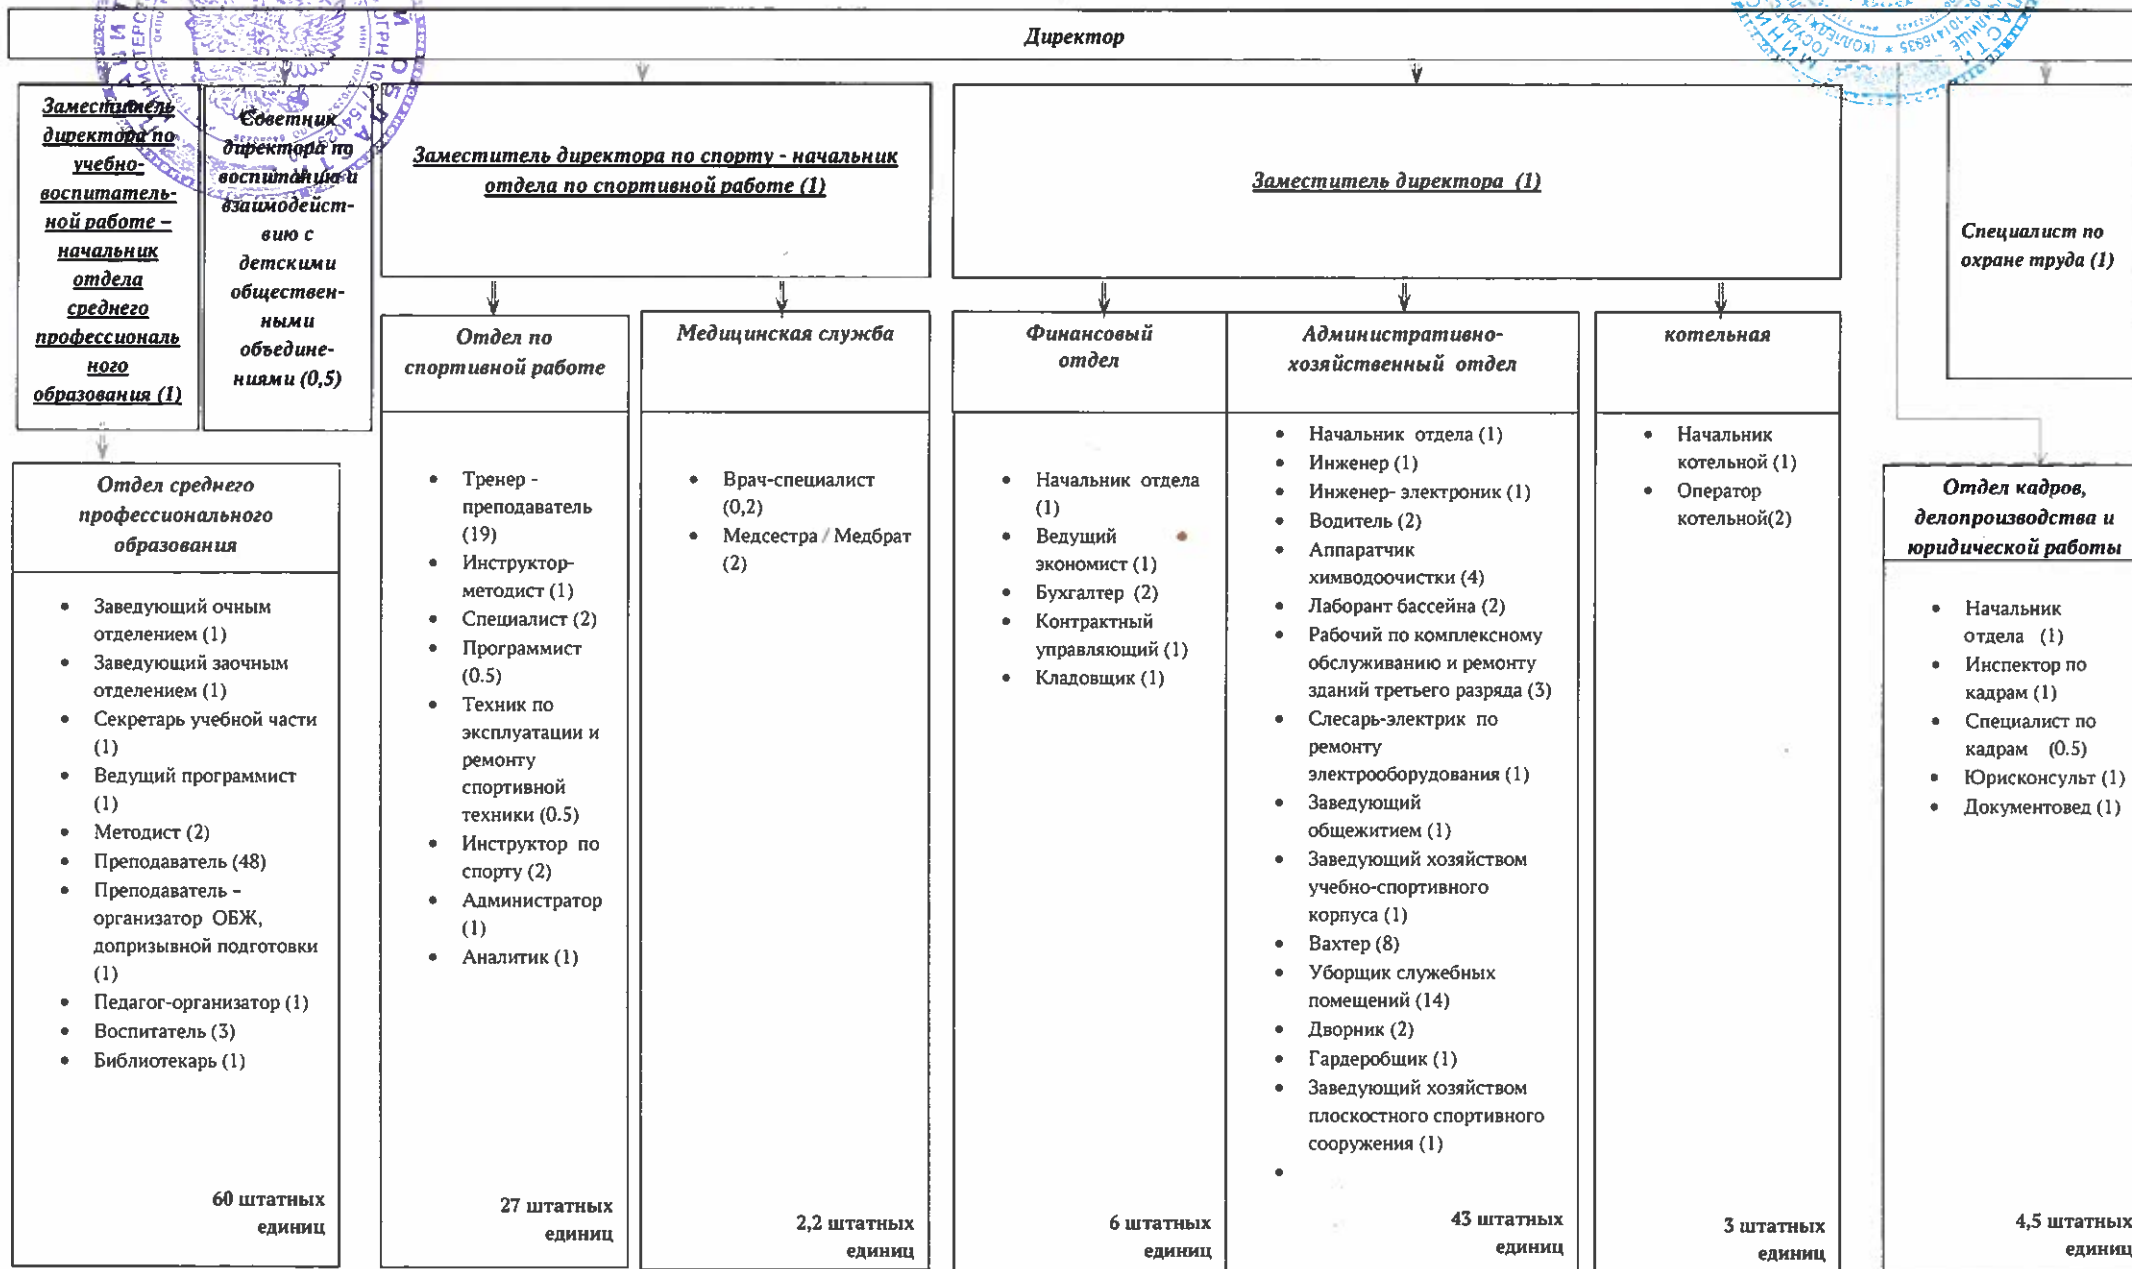 Директор
Заместитель
директора по
учебно-
воспитатель-
ной работе –
начальник
отдела
среднего
профессиональ
ного
образования (1)
Советник
директора по
воспитанию и
взаимодейст-
вию с
детскими
обществен-
ными
объедине-
ниями (0,5)
Заместитель директора по спорту - начальник
отдела по спортивной работе (1)
Заместитель директора (1)
Специалист по
охране труда (1)
Отдел среднего
профессионального
образования
• Заведующий очным
отделением (1)
• Заведующий заочным
отделением (1)
• Секретарь учебной части
(1)
• Ведущий программист
(1)
• Методист (2)
• Преподаватель (48)
• Преподаватель –
организатор ОБЖ,
допризывной подготовки
(1)
• Педагог-организатор (1)
• Воспитатель (3)
• Библиотекарь (1)
60 штатных
единиц
Отдел по
спортивной работе
• Тренер -
преподаватель
(19)
• Инструктор-
методист (1)
• Специалист (2)
• Программист
(0.5)
• Техник по
эксплуатации и
ремонту
спортивной
техники (0.5)
• Инструктор по
спорту (2)
• Администратор
(1)
• Аналитик (1)
27 штатных
единиц
Медицинская служба
• Врач-специалист
(0,2)
• Медсестра / Медбрат
(2)
2,2 штатных
единиц
Финансовый
отдел
• Начальник отдела
(1)
• Ведущий
экономист (1)
• Бухгалтер (2)
• Контрактный
управляющий (1)
• Кладовщик (1)
6 штатных
единиц
Административно-
хозяйственный отдел
• Начальник отдела (1)
• Инженер (1)
• Инженер- электроник (1)
• Водитель (2)
• Аппаратчик
химводоочистки (4)
• Лаборант бассейна (2)
• Рабочий по комплексному
обслуживанию и ремонту
зданий третьего разряда (3)
• Слесарь-электрик по
ремонту
электрооборудования (1)
• Заведующий
общежитием (1)
• Заведующий хозяйством
учебно-спортивного
корпуса (1)
• Вахтер (8)
• Уборщик служебных
помещений (14)
• Дворник (2)
• Гардеробщик (1)
• Заведующий хозяйством
плоскостного спортивного
сооружения (1)
•
43 штатных
единиц
котельная
• Начальник
котельной (1)
• Оператор
котельной(2)
3 штатных
единиц
Отдел кадров,
делопроизводства и
юридической работы
• Начальник
отдела (1)
• Инспектор по
кадрам (1)
• Специалист по
кадрам (0.5)
• Юрисконсульт (1)
• Документовед (1)
4,5 штатных
единиц